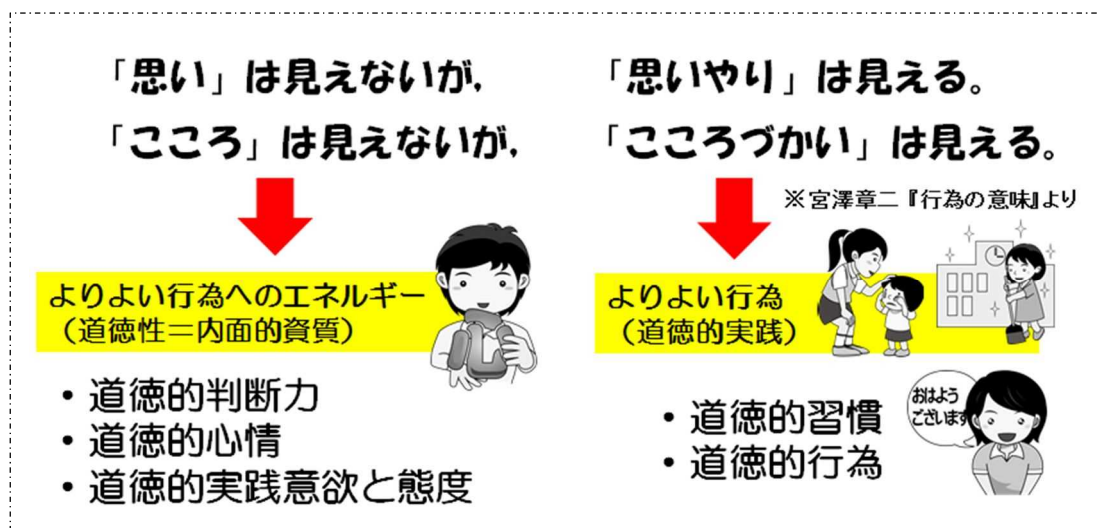 「思い」は見えないが,
「こころ」は見えないが,
「思いやり」は見える。
「こころづかい」は見える。
※宮澤章二『行為の意味』より
よりよい行為へのエネルギー
（道徳性＝内面的資質）
・道徳的判断力
・道徳的心情
・道徳的実践意欲と態度
よりよい行為
（道徳的実践）
・道徳的習慣
・道徳的行為
おはよう
ございます